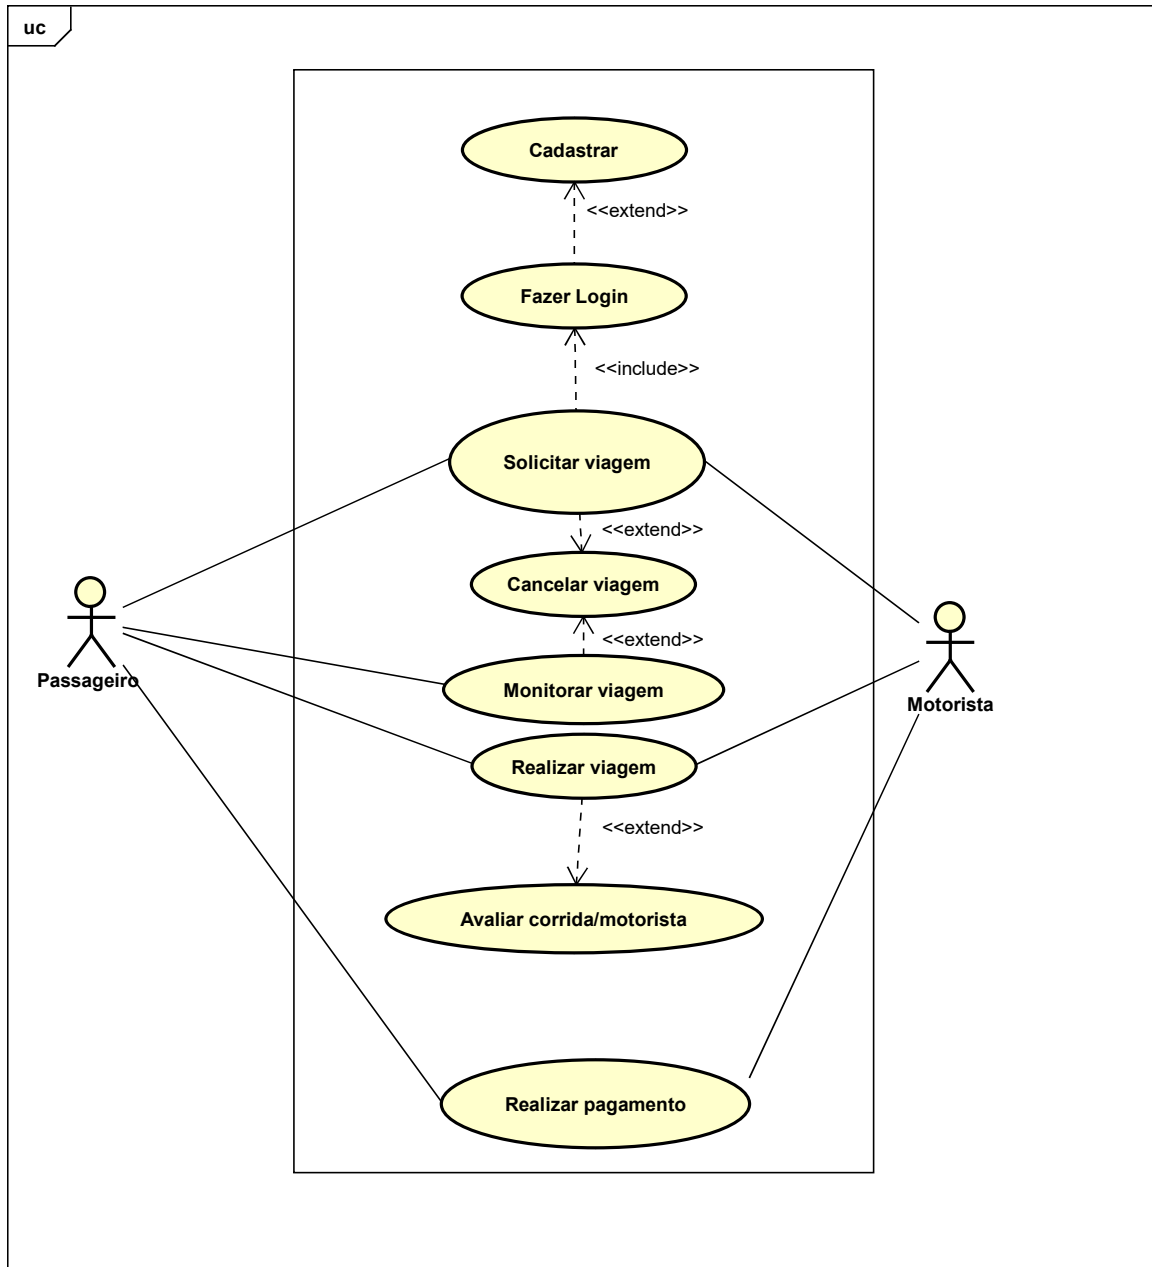 uc
Cadastrar
<<extend>>
Fazer Login
<<include>>
Solicitar viagem
<<extend>>
Cancelar viagem
<<extend>>
Passageiro
Monitorar viagem
Motorista
Realizar viagem
<<extend>>
Avaliar corrida/motorista
Realizar pagamento